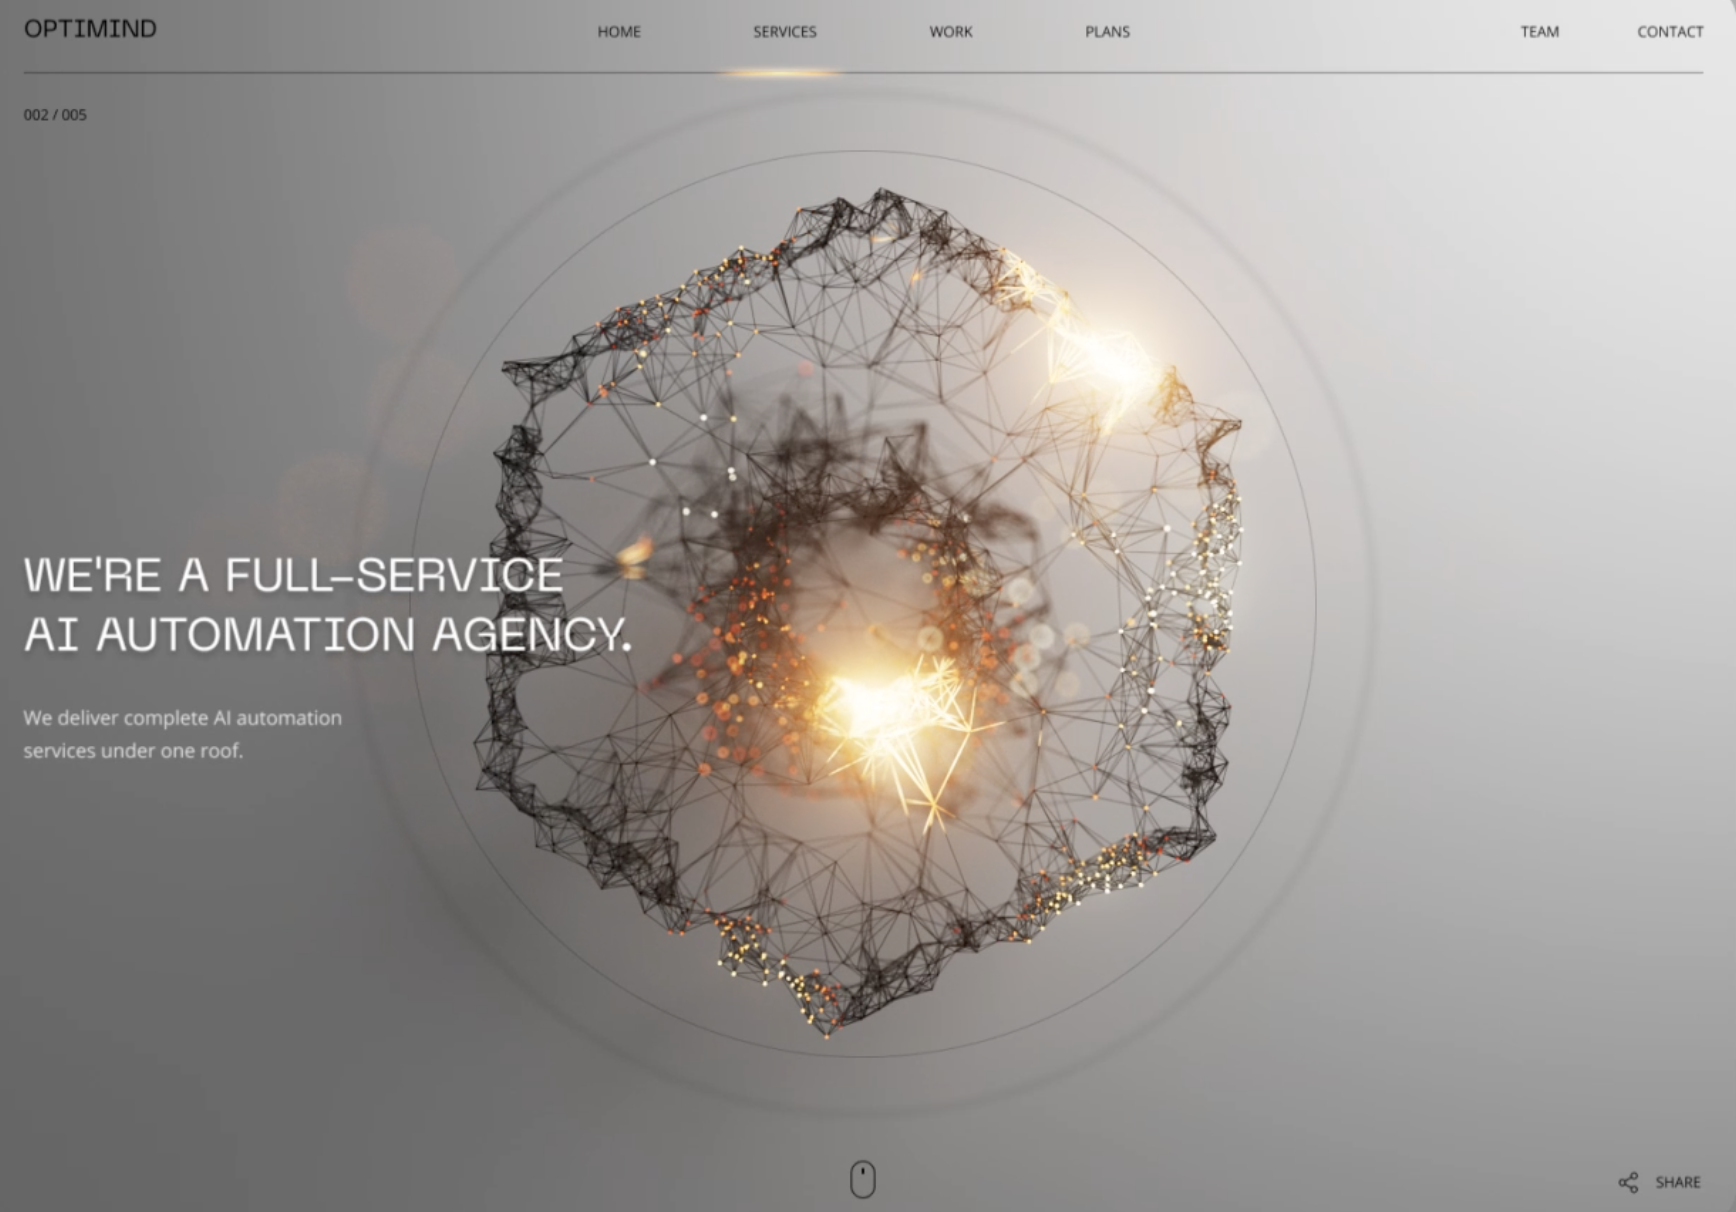 OPTIMIND
HOME
SERVICES
WORK
PLANS
TEAM
CONTACT
002 / 005
WE'RE A FULL–SERVICE
AI AUTOMATION AGENCY.
We deliver complete AI automation
services under one roof.
SHARE